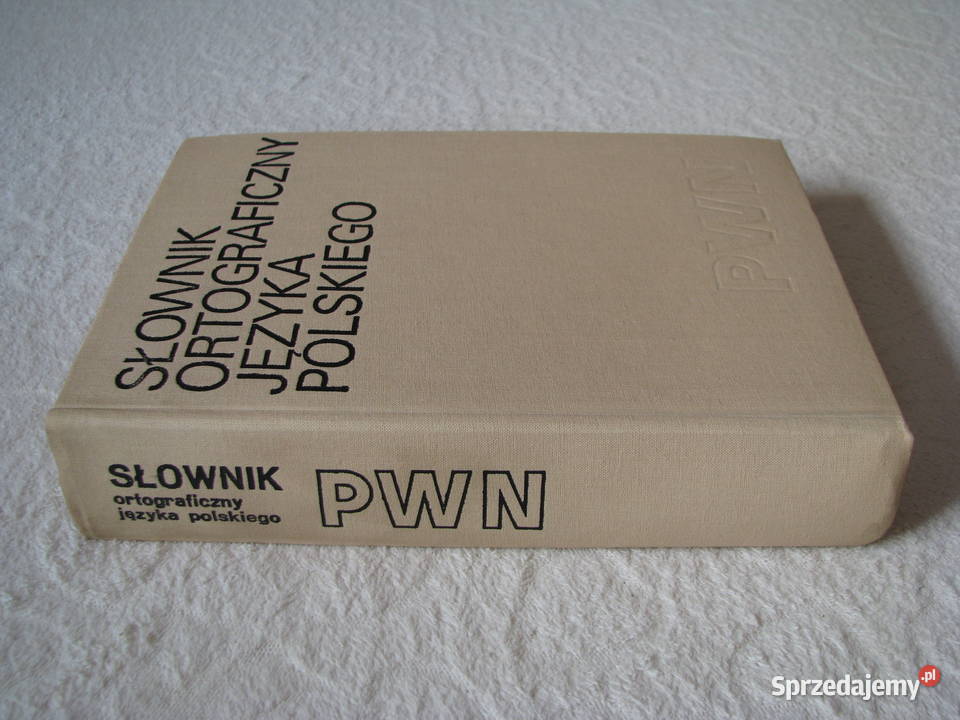 SŁOWNIK
ORTOGRAFICZNY
JĘZYKA
POLSKIEGO
PWN
SŁOWNIK
ortograficzny
języka polskiego
PWN
Sprzedajemy.pl